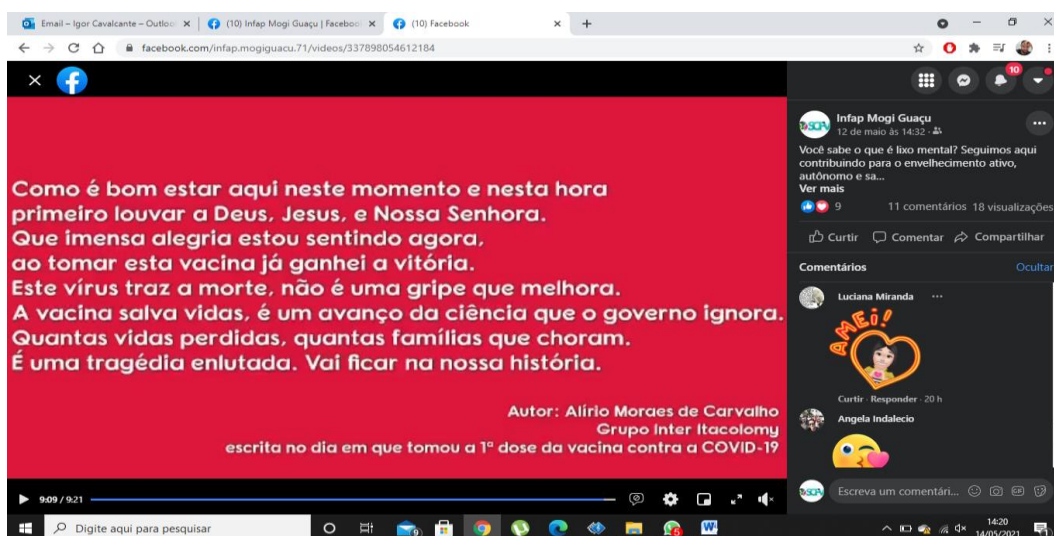 Email – Igor Cavalcante – Outloo
(10) Infap Mogi Guaçu | Faceboo
(10) Facebook
facebook.com/infap.mogiguacu.71/videos/337898054612184
10
Como é bom estar aqui neste momento e nesta hora
primeiro louvar a Deus, Jesus, e Nossa Senhora.
Que imensa alegria estou sentindo agora,
ao tomar esta vacina já ganhei a vitória.
Este vírus traz a morte, não é uma gripe que melhora.
A vacina salva vidas, é um avanço da ciência que o governo ignora.
Quantas vidas perdidas, quantas famílias que choram.
É uma tragédia enlutada. Vai ficar na nossa história.
Autor: Alírio Moraes de Carvalho
Grupo Inter Itacolomy
escrita no dia em que tomou a 1ª dose da vacina contra a COVID-19
9:09 / 9:21
Infap Mogi Guaçu
12 de maio às 14:32 ·
Você sabe o que é lixo mental? Seguimos aqui
contribuindo para o envelhecimento ativo,
autônomo e sa...
Ver mais
9 11 comentários 18 visualizações
Curtir Comentar Compartilhar
Comentários Ocultar
Luciana Miranda
AMEI!
Curtir · Responder · 20 h
Angela Indalecio
Escreva um comentári...
GIF
Digite aqui para pesquisar
14:20
14/05/2021